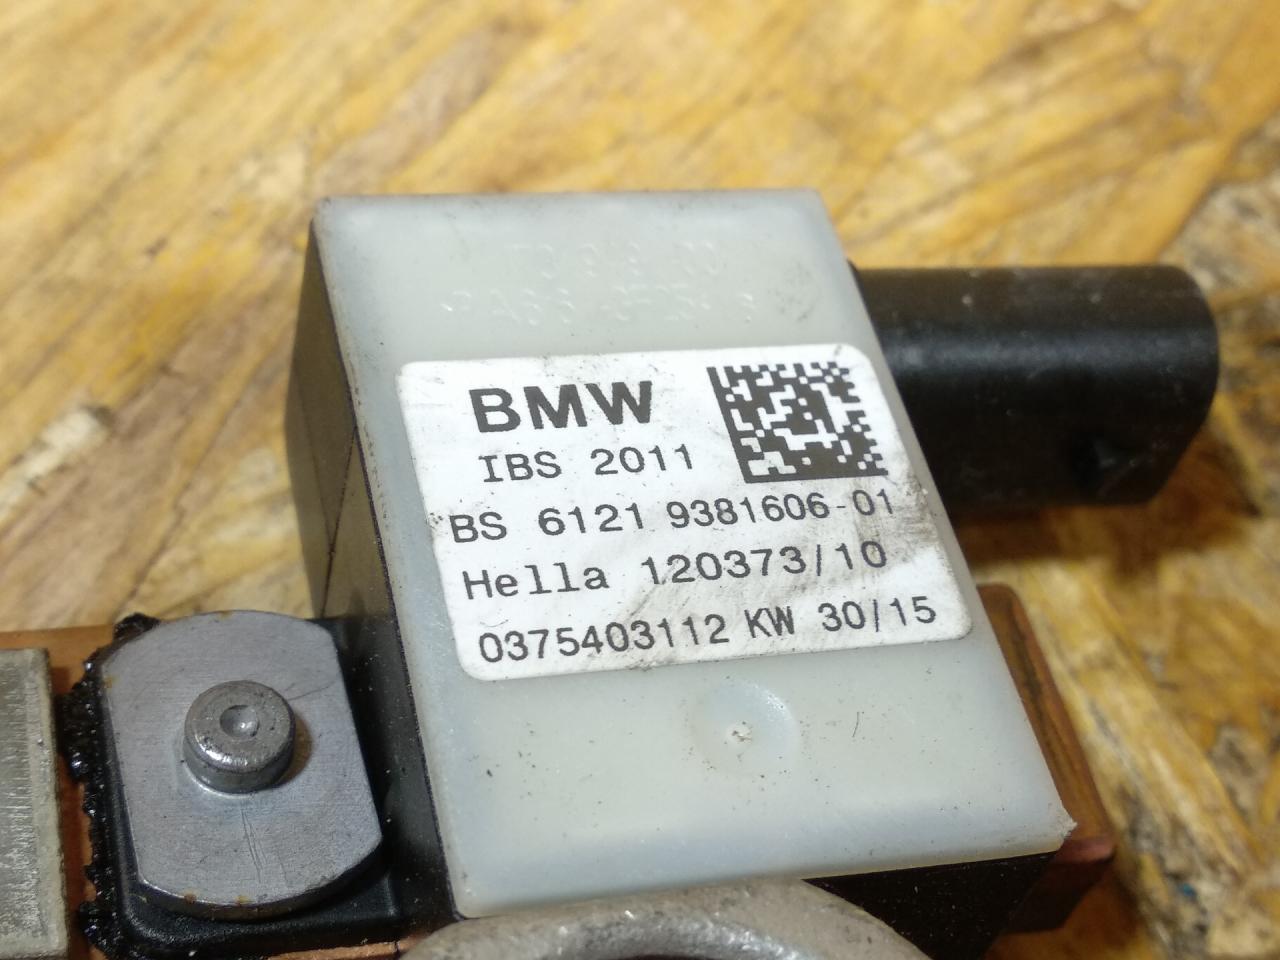 BMW
IBS 2011
BS 6121 9381606-01
Hella 120373/10
0375403112 KW 30/15